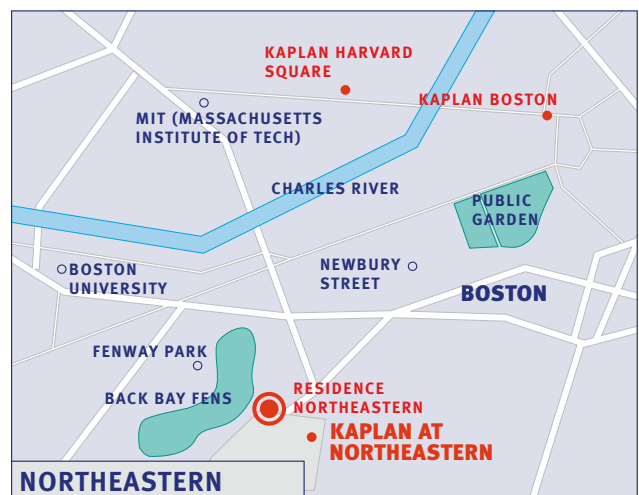 KAPLAN HARVARD
SQUARE
KAPLAN BOSTON
MIT (MASSACHUSETTS
INSTITUTE OF TECH)
CHARLES RIVER
PUBLIC
GARDEN
BOSTON
UNIVERSITY
NEWBURY
STREET
BOSTON
FENWAY PARK
BACK BAY FENS
RESIDENCE
NORTHEASTERN
KAPLAN AT
NORTHEASTERN
NORTHEASTERN